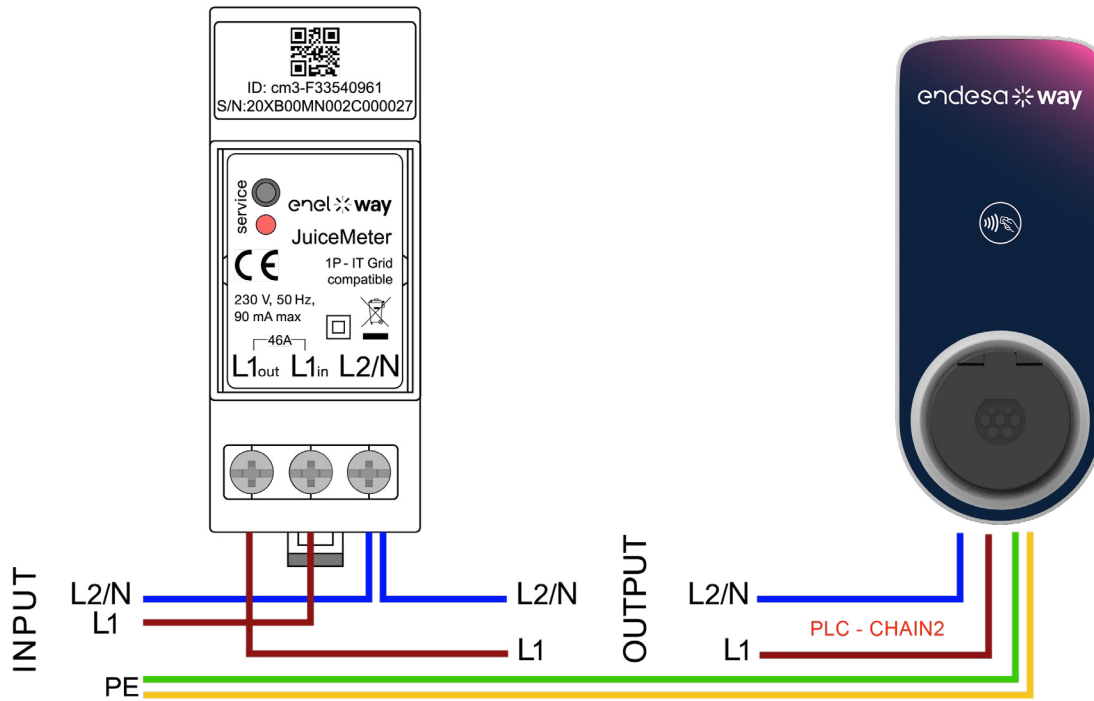 ID: cm3-F33540961
S/N:20XB00MN002C000027
endesa way
service
enel way
JuiceMeter
CE
1P - IT Grid
compatible
230 V, 50 Hz,
90 mA max
46A
L1out L1in L2/N
INPUT
L2/N
L1
PE
L2/N
L1
OUTPUT
L2/N
L1
PLC - CHAIN2